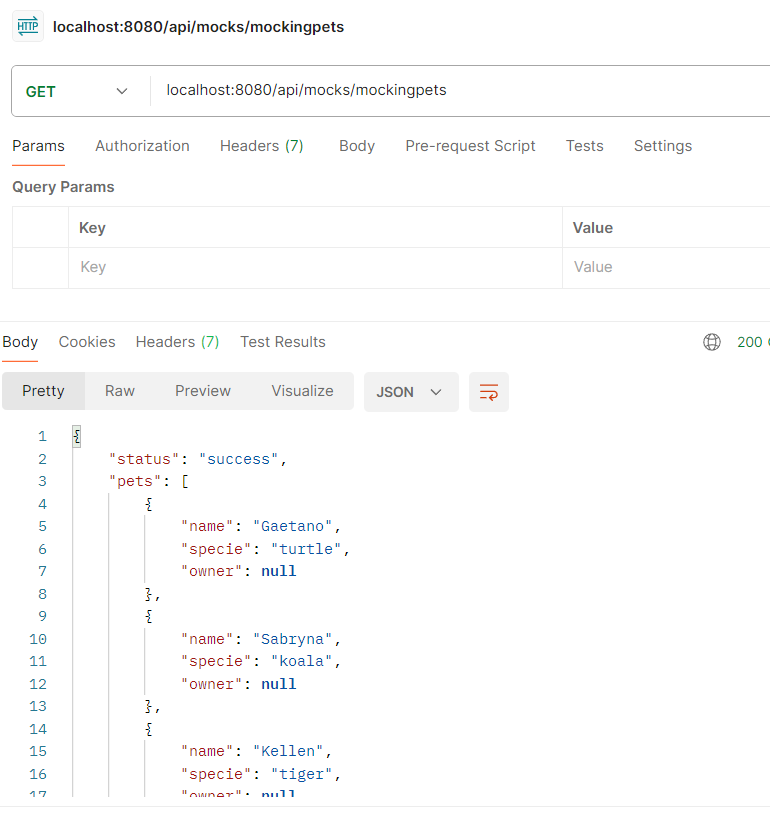 HTTP localhost:8080/api/mocks/mockingpets
GET localhost:8080/api/mocks/mockingpets
Params Authorization Headers (7) Body Pre-request Script Tests Settings
Query Params
Key Value
Key Value
Body Cookies Headers (7) Test Results 200
Pretty Raw Preview Visualize JSON
1 {
2 "status": "success",
3 "pets": [
4 {
5 "name": "Gaetano",
6 "specie": "turtle",
7 "owner": null
8 },
9 {
10 "name": "Sabryna",
11 "specie": "koala",
12 "owner": null
13 },
14 {
15 "name": "Kellen",
16 "specie": "tiger",
17 "owner": null